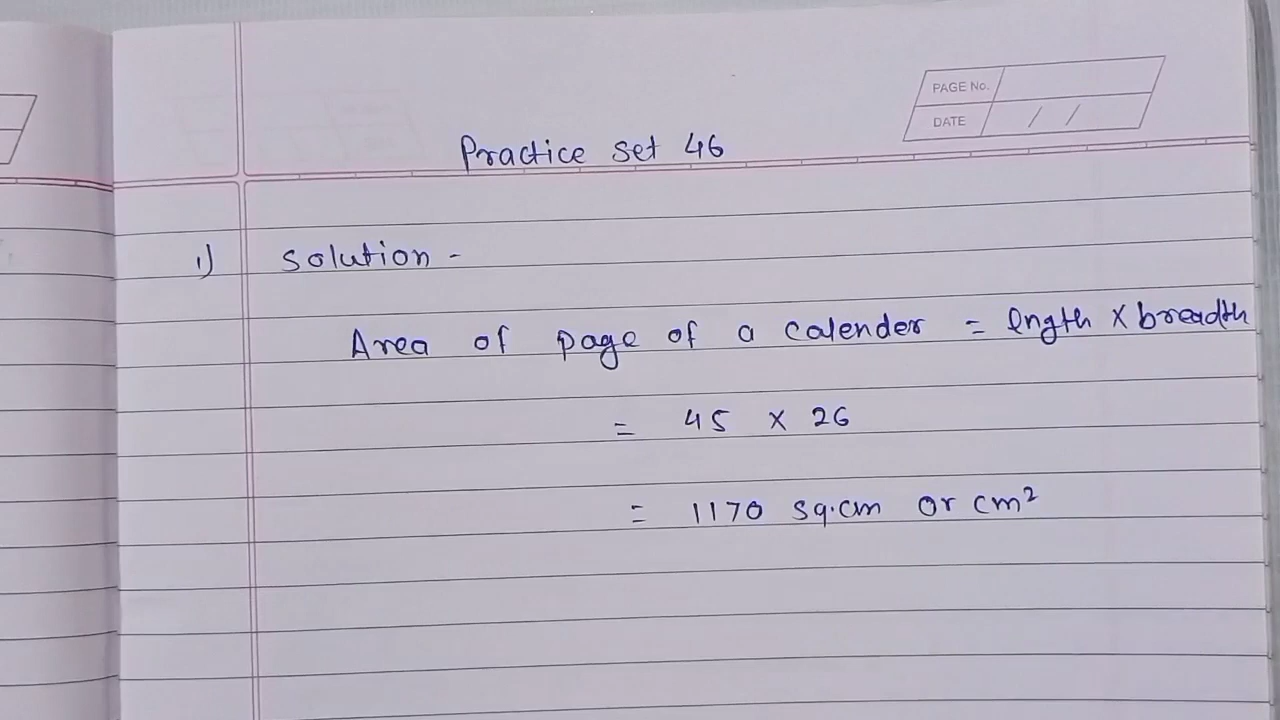 PAGE No.
DATE / /
Practice set 46
1) Solution -
Area of page of a calender = lngth × breadth
= 45 × 26
= 1170 sq.cm or cm²